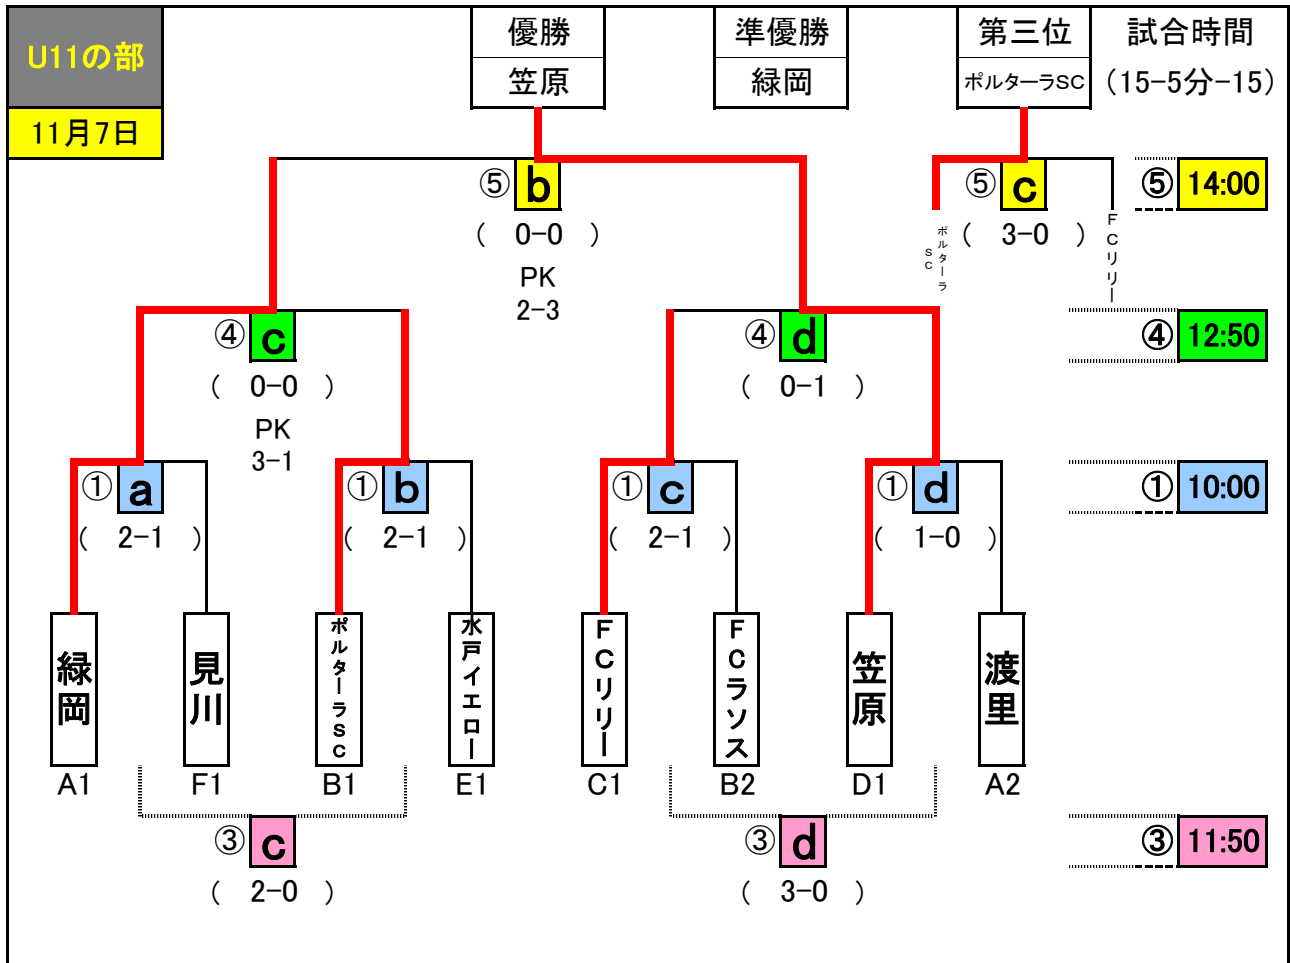 U11の部
優勝
準優勝
第三位
試合時間
笠原
緑岡
ポルターラSC
(15-5分-15)
11月7日
⑤ b
⑤ c
⑤ 14:00
( 0-0 )
PK
2-3
ポルターラSC
( 3-0 )
FCリリー
④ c
④ d
④ 12:50
( 0-0 )
PK
3-1
( 0-1 )
① a
① b
① c
① d
① 10:00
( 2-1 )
( 2-1 )
( 2-1 )
( 1-0 )
緑岡
見川
ポルターラSC
水戸イエロー
FCリリー
FCラソス
笠原
渡里
A1
F1
B1
E1
C1
B2
D1
A2
③ c
③ d
③ 11:50
( 2-0 )
( 3-0 )